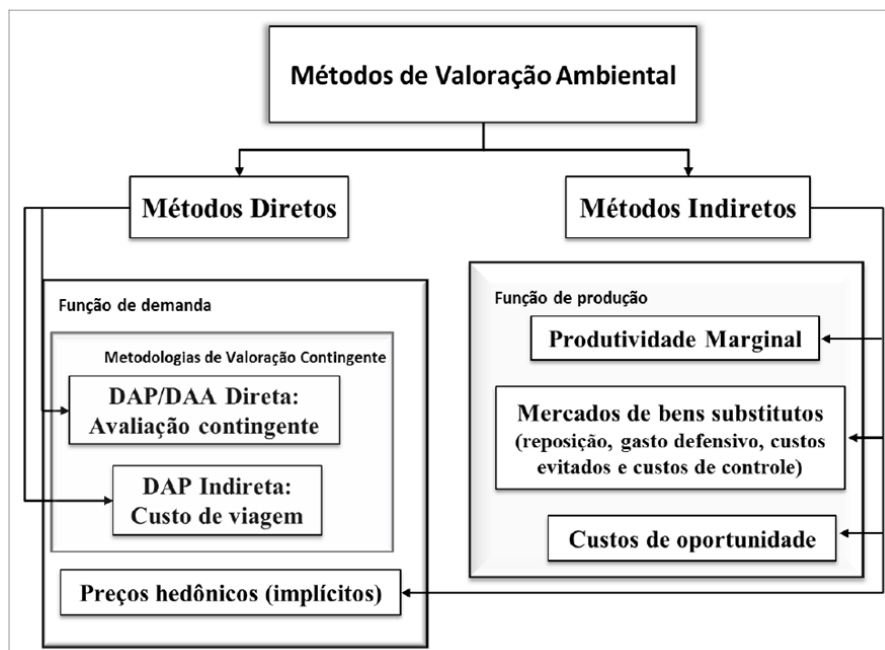 Métodos de Valoração Ambiental
Métodos Diretos
Métodos Indiretos
Função de demanda
Metodologias de Valoração Contingente
DAP/DAA Direta:
Avaliação contingente
DAP Indireta:
Custo de viagem
Preços hedônicos (implícitos)
Função de produção
Produtividade Marginal
Mercados de bens substitutos
(reposição, gasto defensivo, custos
evitados e custos de controle)
Custos de oportunidade